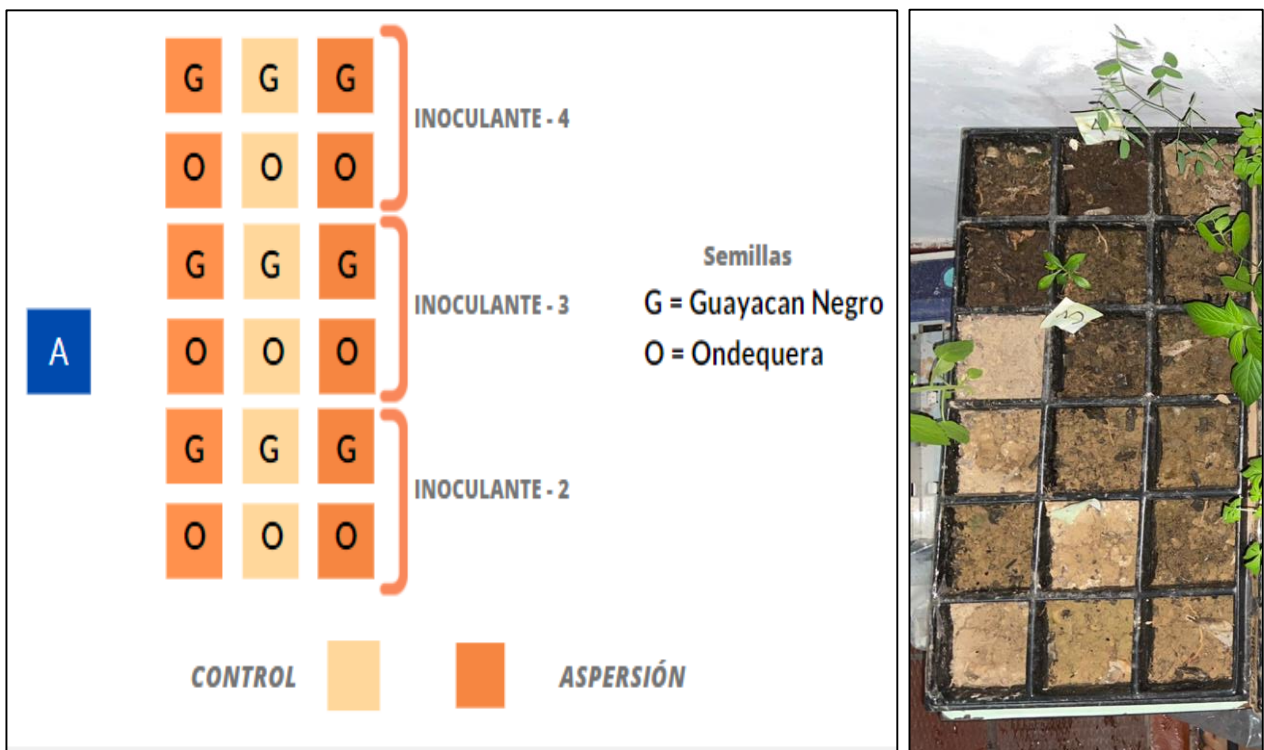 G G G
INOCULANTE - 4
O O O
G G G
INOCULANTE - 3
O O O
A
G G G
INOCULANTE - 2
O O O
Semillas
G = Guayacan Negro
O = Ondequera
CONTROL
ASPERSIÓN
3